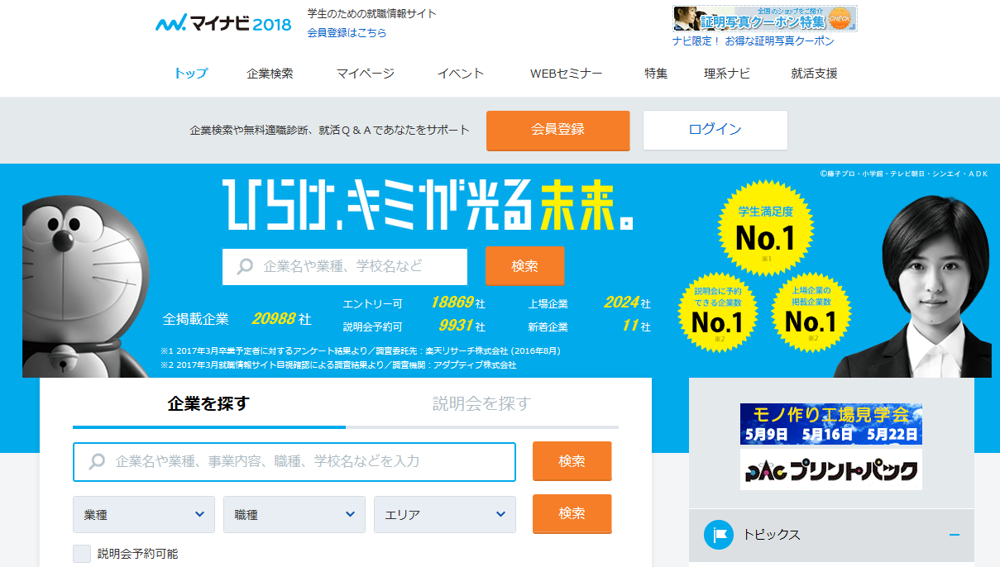 マイナビ2018
学生のための就職情報サイト
会員登録はこちら
全国のショップをご紹介
証明写真クーポン特集
CHECK
ナビ限定！ お得な証明写真クーポン
トップ 企業検索 マイページ イベント WEBセミナー 特集 理系ナビ 就活支援
企業検索や無料適職診断、就活Ｑ＆Ａであなたをサポート
会員登録
ログイン
©藤子プロ・小学館・テレビ朝日・シンエイ・ＡＤＫ
ひらけ、キミが光る未来。
企業名や業種、学校名など
検索
学生満足度
No.1
※1
説明会に予約
できる企業数
No.1
※2
上場企業の
掲載企業数
No.1
※2
全掲載企業 20988 社
エントリー可 18869 社 上場企業 2024 社
説明会予約可 9931 社 新着企業 11 社
※1 2017年3月卒業予定者に対するアンケート結果より／調査委託先：楽天リサーチ株式会社 (2016年8月)
※2 2017年3月就職情報サイト目視確認による調査結果より／調査機関：アダプティブ株式会社
企業を探す
説明会を探す
企業名や業種、事業内容、職種、学校名などを入力
検索
業種 職種 エリア
検索
説明会予約可能
モノ作り工場見学会
5月9日 5月16日 5月22日
PAC プリントパック
トピックス